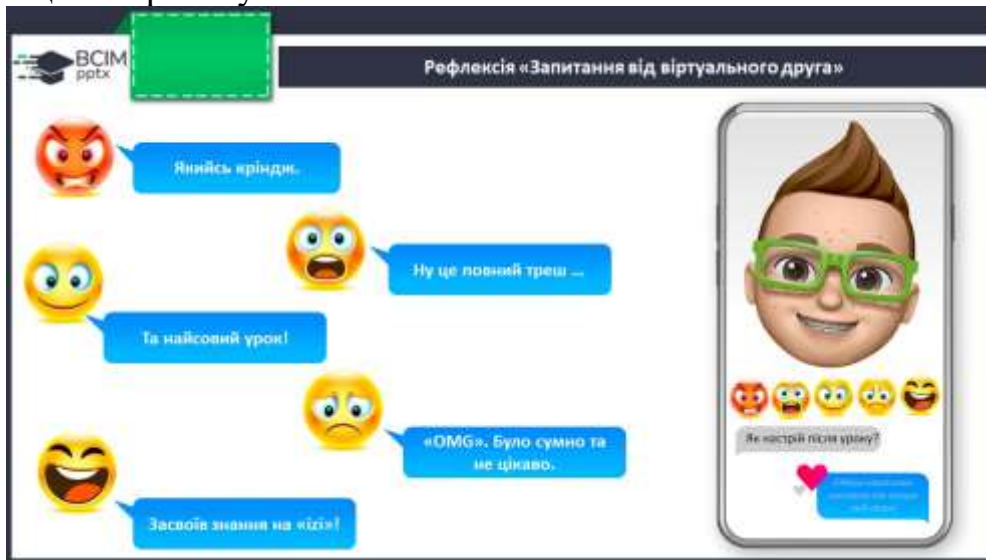 ВСІМ
pptx
Рефлексія «Запитання від віртуального друга»
Якийсь кріндж.
Ну це повний треш ...
Та найсовий урок!
«OMG». Було сумно та
не цікаво.
Засвоїв знання на «ізі»!
Як настрій після уроку?